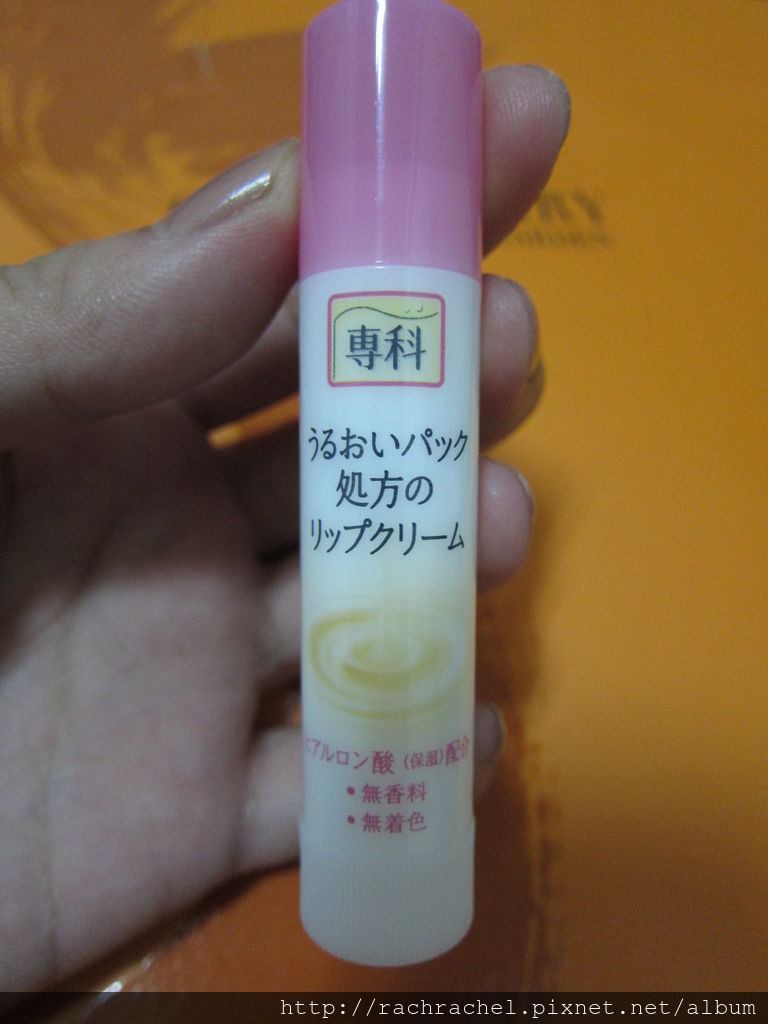 専科
うるおいパック
処方の
リップクリーム
ヒアルロン酸(保湿)配合
・無香料
・無着色
http://rachrachel.pixnet.net/album